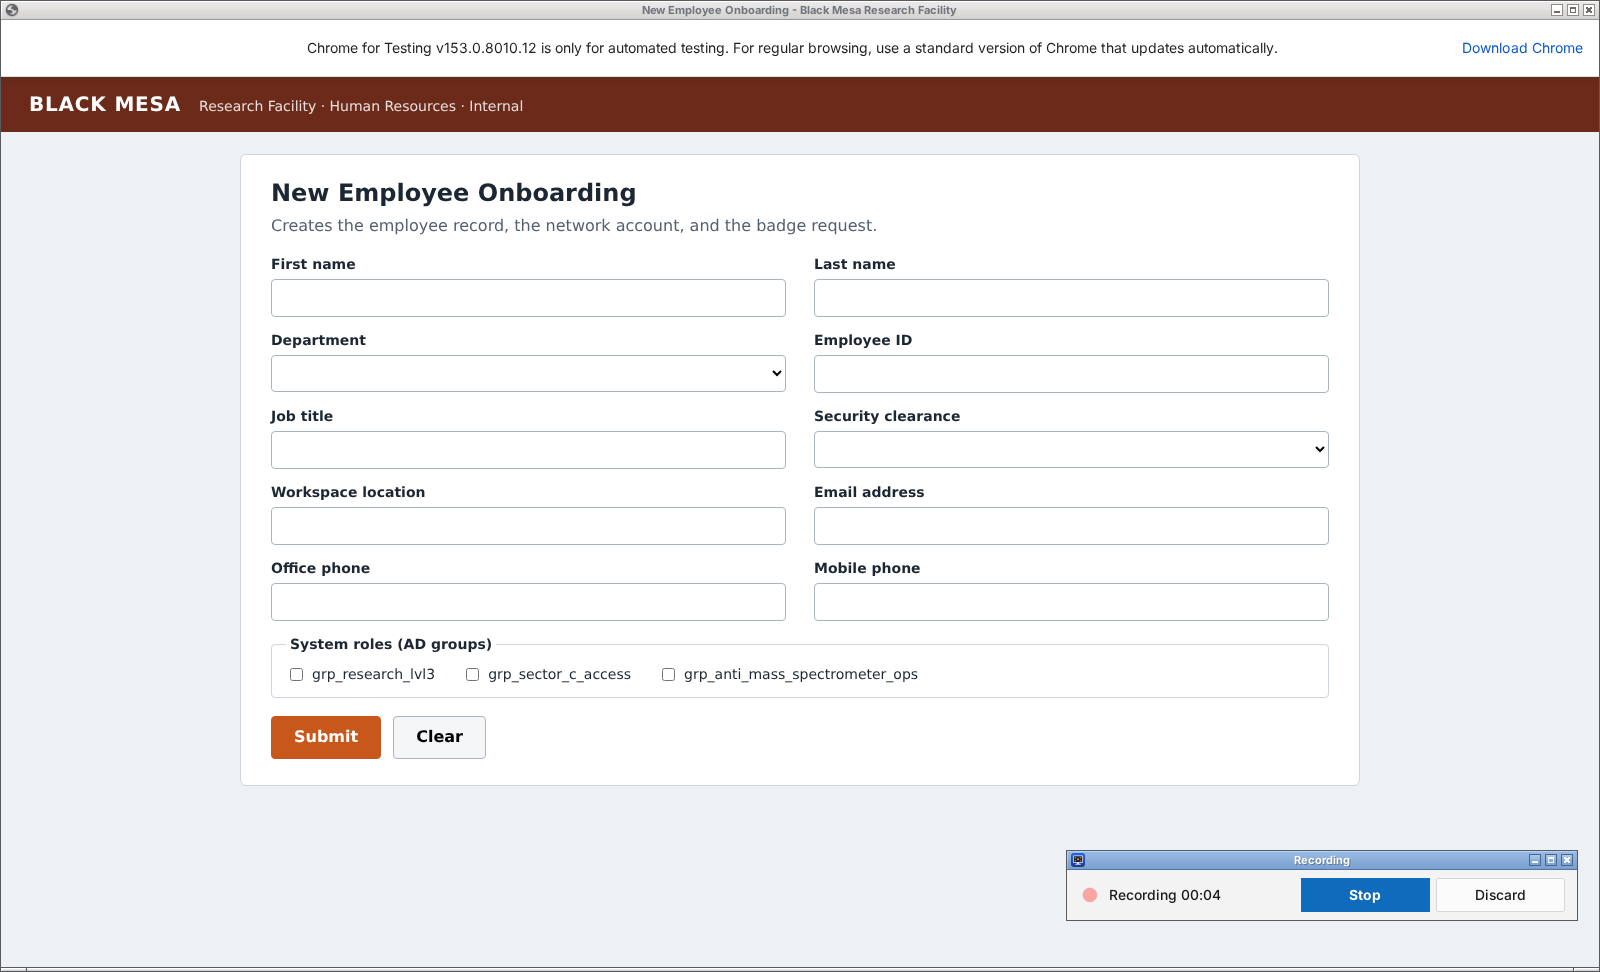 New Employee Onboarding - Black Mesa Research Facility
Chrome for Testing v153.0.8010.12 is only for automated testing. For regular browsing, use a standard version of Chrome that updates automatically.
Download Chrome
BLACK MESA Research Facility · Human Resources · Internal
New Employee Onboarding
Creates the employee record, the network account, and the badge request.
First name
Last name
Department
Employee ID
Job title
Security clearance
Workspace location
Email address
Office phone
Mobile phone
System roles (AD groups)
grp_research_lvl3
grp_sector_c_access
grp_anti_mass_spectrometer_ops
Submit
Clear
Recording
Recording 00:04
Stop
Discard